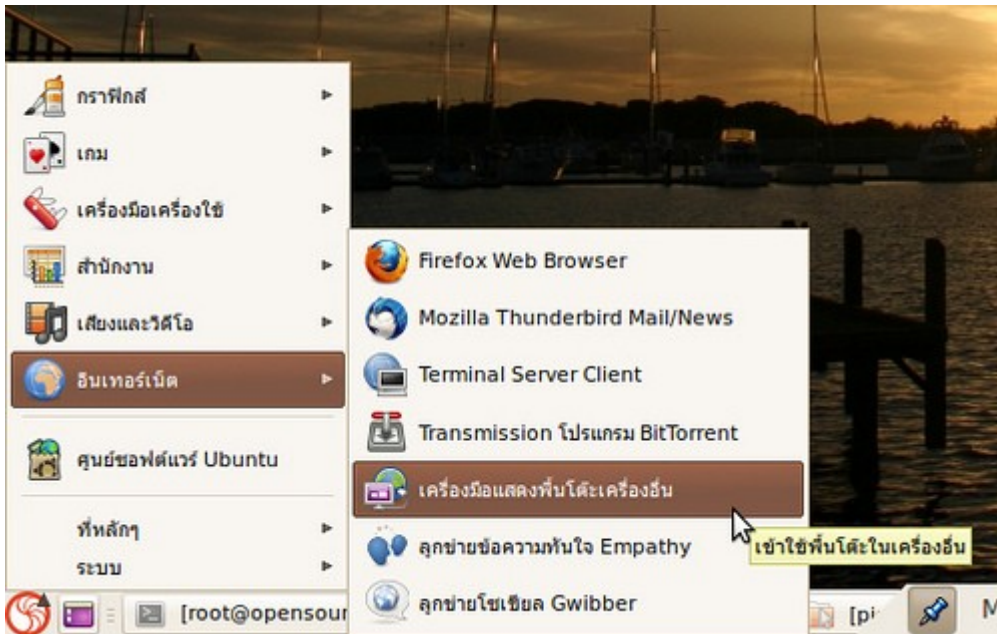 กราฟิกส์
เกม
เครื่องมือเครื่องใช้
สำนักงาน
เสียงและวิดีโอ
อินเทอร์เน็ต
ศูนย์ซอฟต์แวร์ Ubuntu
ที่หลักๆ
ระบบ
Firefox Web Browser
Mozilla Thunderbird Mail/News
Terminal Server Client
Transmission โปรแกรม BitTorrent
เครื่องมือแสดงพื้นโต๊ะเครื่องอื่น
ลูกข่ายข้อความทันใจ Empathy
ลูกข่ายโซเชียล Gwibber
เข้าใช้พื้นโต๊ะในเครื่องอื่น
[root@opensour
[pi
M